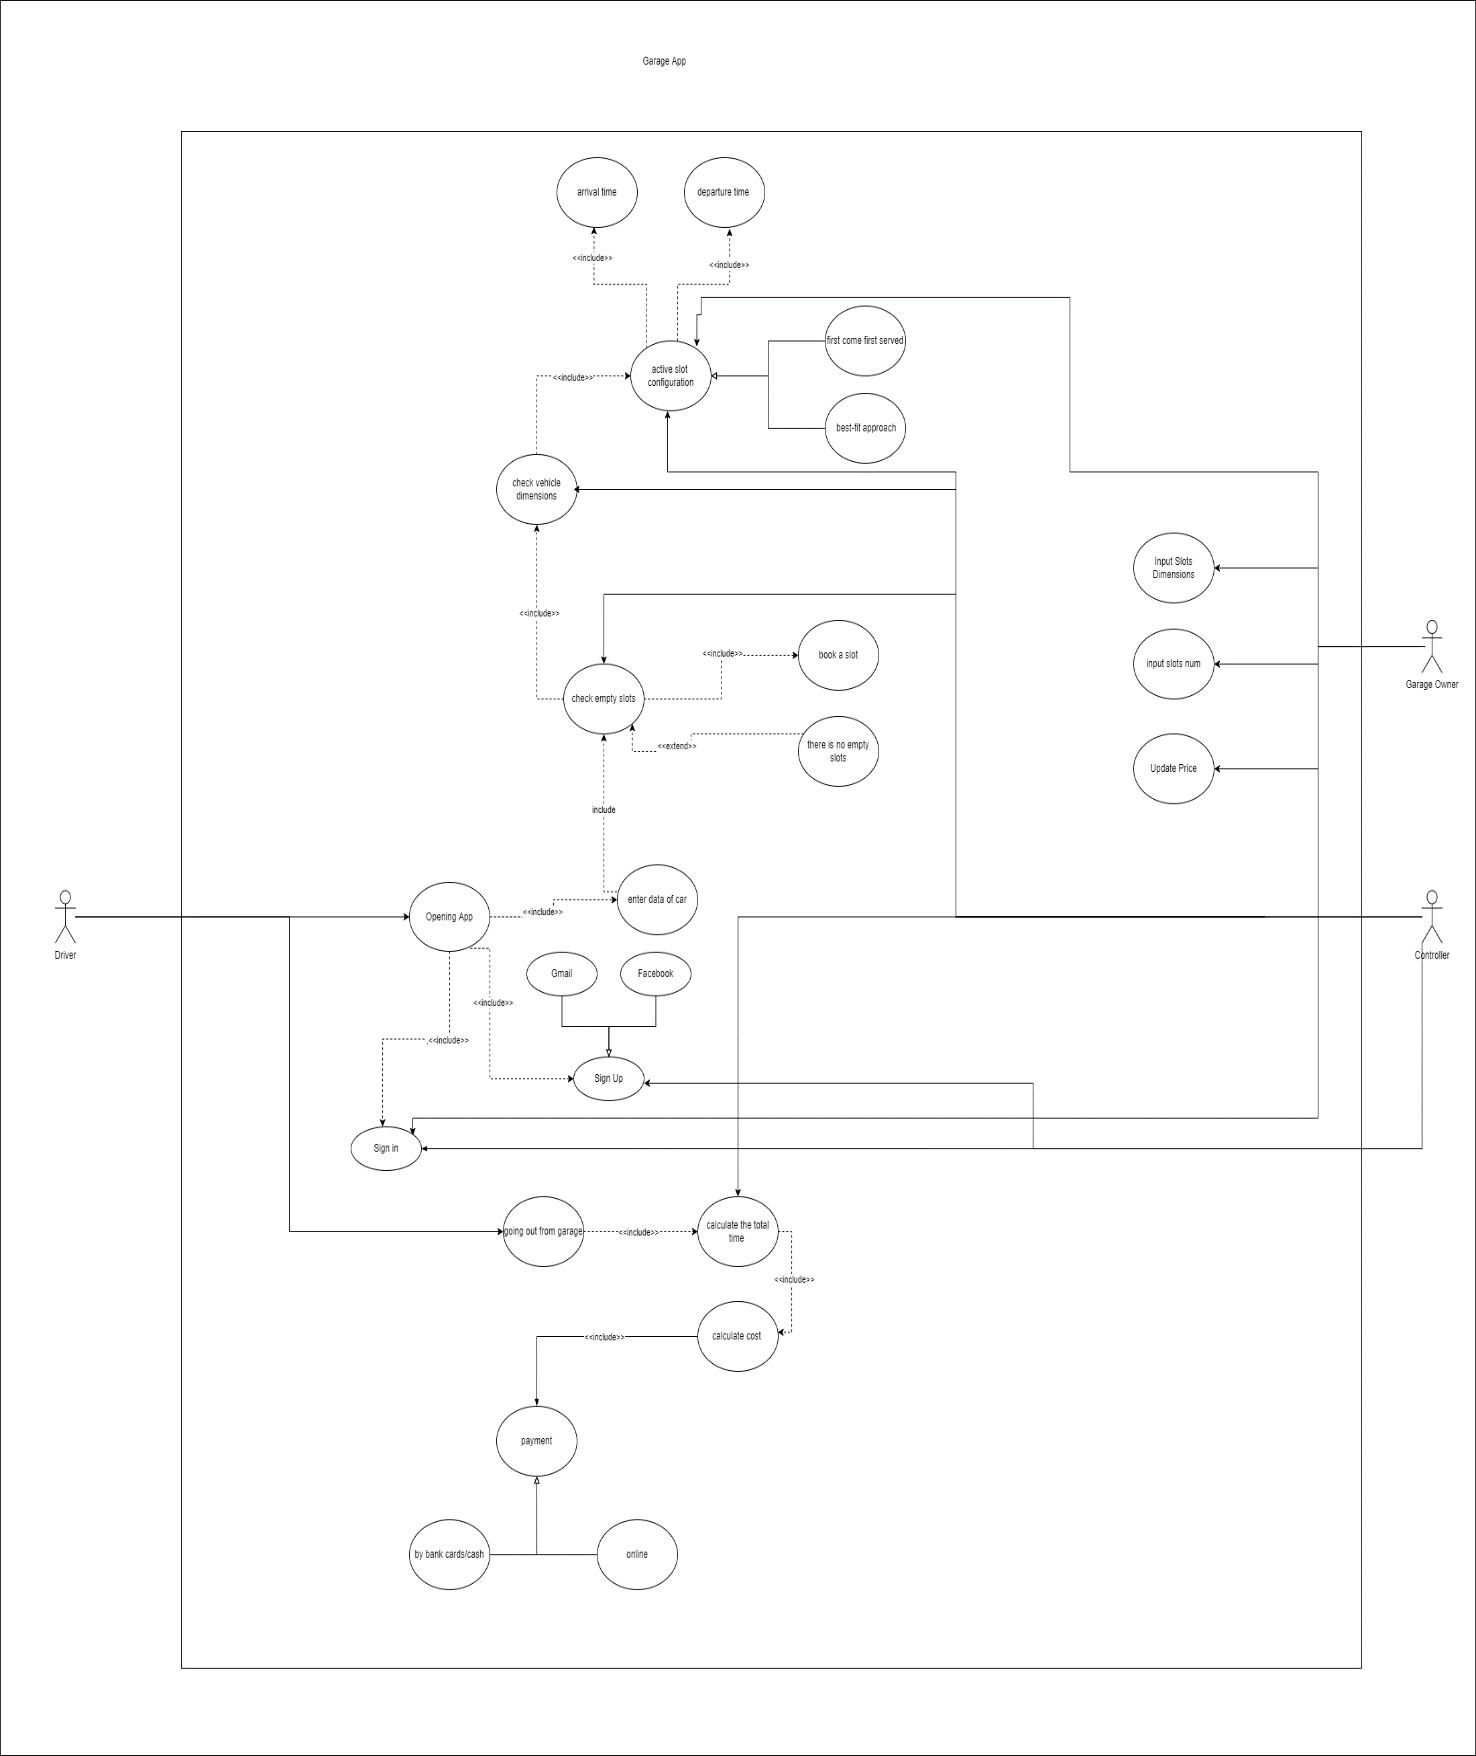 Garage App
arrival time
departure time
<<include>>
<<include>>
first come first served
active slot
configuration
<<include>>
best-fit approach
check vehicle
dimensions
Input Slots
Dimensions
<<include>>
<<include>>
book a slot
input slots num
Garage Owner
check empty slots
<<extend>>
there is no empty
slots
Update Price
include
enter data of car
<<include>>
Opening App
Driver
Controller
Gmail
Facebook
<<include>>
<<include>>
Sign Up
Sign in
going out from garage
<<include>>
calculate the total
time
<<include>>
calculate cost
<<include>>
payment
by bank cards/cash
online